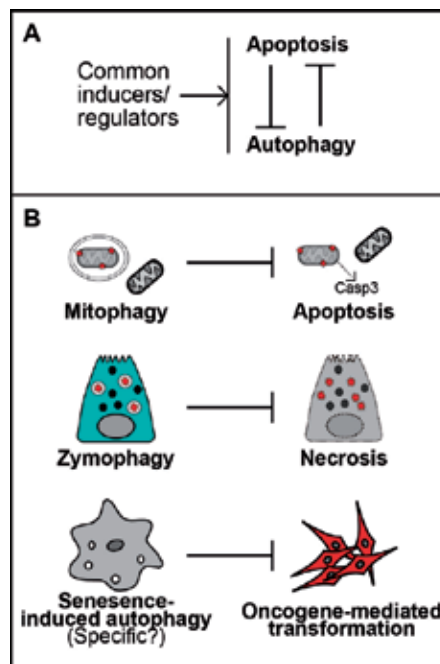 A
Apoptosis
Common
inducers/
regulators
Autophagy
B
Casp3
Mitophagy
Apoptosis
Zymophagy
Necrosis
Senesence-
induced autophagy
(Specific?)
Oncogene-mediated
transformation